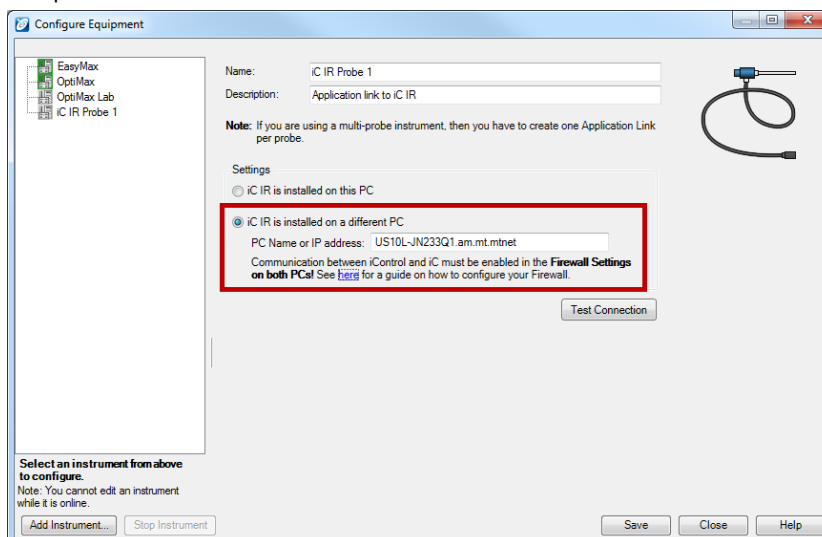 Configure Equipment
EasyMax
OptiMax
OptiMax Lab
iC IR Probe 1
Name: iC IR Probe 1
Description: Application link to iC IR
Note: If you are using a multi-probe instrument, then you have to create one Application Link
per probe.
Settings
iC IR is installed on this PC
iC IR is installed on a different PC
PC Name or IP address: US10L-JN233Q1.am.mt.mtnet
Communication between iControl and iC must be enabled in the Firewall Settings
on both PCs! See here for a guide on how to configure your Firewall.
Test Connection
Select an instrument from above
to configure.
Note: You cannot edit an instrument
while it is online.
Add Instrument... Stop Instrument Save Close Help